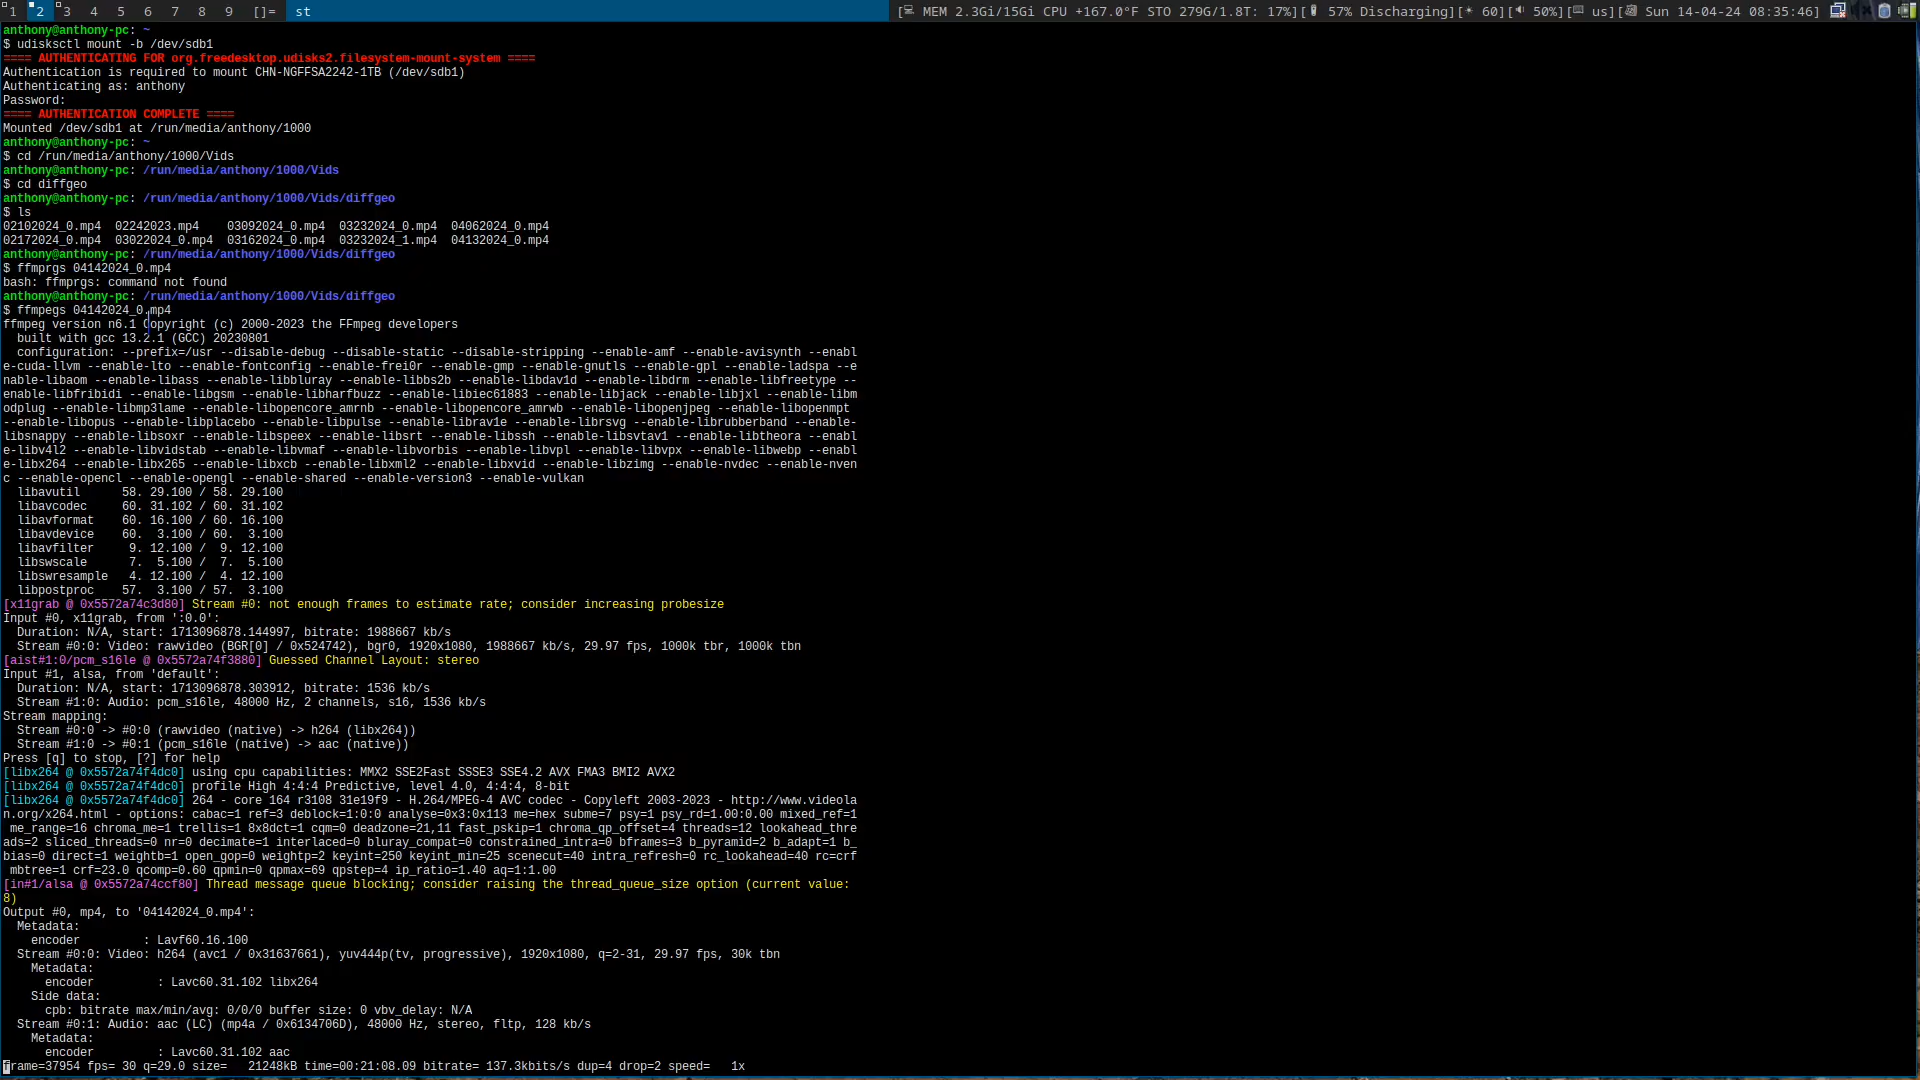 1 2 3 4 5 6 7 8 9 []= st [ MEM 2.3Gi/15Gi CPU +167.0°F STO 279G/1.8T: 17%][ 57% Discharging][ 60][ 50%][ us][ Sun 14-04-24 08:35:46]
anthony@anthony-pc: ~
$ udisksctl mount -b /dev/sdb1
==== AUTHENTICATING FOR org.freedesktop.udisks2.filesystem-mount-system ====
Authentication is required to mount CHN-NGFFSA2242-1TB (/dev/sdb1)
Authenticating as: anthony
Password:
==== AUTHENTICATION COMPLETE ====
Mounted /dev/sdb1 at /run/media/anthony/1000
anthony@anthony-pc: ~
$ cd /run/media/anthony/1000/Vids
anthony@anthony-pc: /run/media/anthony/1000/Vids
$ cd diffgeo
anthony@anthony-pc: /run/media/anthony/1000/Vids/diffgeo
$ ls
02102024_0.mp4  02242023.mp4    03092024_0.mp4  03232024_0.mp4  04062024_0.mp4
02172024_0.mp4  03022024_0.mp4  03162024_0.mp4  03232024_1.mp4  04132024_0.mp4
anthony@anthony-pc: /run/media/anthony/1000/Vids/diffgeo
$ ffmprgs 04142024_0.mp4
bash: ffmprgs: command not found
anthony@anthony-pc: /run/media/anthony/1000/Vids/diffgeo
$ ffmpegs 04142024_0.mp4
ffmpeg version n6.1 Copyright (c) 2000-2023 the FFmpeg developers
  built with gcc 13.2.1 (GCC) 20230801
  configuration: --prefix=/usr --disable-debug --disable-static --disable-stripping --enable-amf --enable-avisynth --enabl
e-cuda-llvm --enable-lto --enable-fontconfig --enable-frei0r --enable-gmp --enable-gnutls --enable-gpl --enable-ladspa --e
nable-libaom --enable-libass --enable-libbluray --enable-libbs2b --enable-libdav1d --enable-libdrm --enable-libfreetype --
enable-libfribidi --enable-libgsm --enable-libharfbuzz --enable-libiec61883 --enable-libjack --enable-libjxl --enable-libm
odplug --enable-libmp3lame --enable-libopencore_amrnb --enable-libopencore_amrwb --enable-libopenjpeg --enable-libopenmpt
--enable-libopus --enable-libplacebo --enable-libpulse --enable-librav1e --enable-librsvg --enable-librubberband --enable-
libsnappy --enable-libsoxr --enable-libspeex --enable-libsrt --enable-libssh --enable-libsvtav1 --enable-libtheora --enabl
e-libv4l2 --enable-libvidstab --enable-libvmaf --enable-libvorbis --enable-libvpl --enable-libvpx --enable-libwebp --enabl
e-libx264 --enable-libx265 --enable-libxcb --enable-libxml2 --enable-libxvid --enable-libzimg --enable-nvdec --enable-nven
c --enable-opencl --enable-opengl --enable-shared --enable-version3 --enable-vulkan
  libavutil      58. 29.100 / 58. 29.100
  libavcodec     60. 31.102 / 60. 31.102
  libavformat    60. 16.100 / 60. 16.100
  libavdevice    60.  3.100 / 60.  3.100
  libavfilter     9. 12.100 /  9. 12.100
  libswscale      7.  5.100 /  7.  5.100
  libswresample   4. 12.100 /  4. 12.100
  libpostproc    57.  3.100 / 57.  3.100
[x11grab @ 0x5572a74c3d80] Stream #0: not enough frames to estimate rate; consider increasing probesize
Input #0, x11grab, from ':0.0':
  Duration: N/A, start: 1713096878.144997, bitrate: 1988667 kb/s
  Stream #0:0: Video: rawvideo (BGR[0] / 0x524742), bgr0, 1920x1080, 1988667 kb/s, 29.97 fps, 1000k tbr, 1000k tbn
[aist#1:0/pcm_s16le @ 0x5572a74f3880] Guessed Channel Layout: stereo
Input #1, alsa, from 'default':
  Duration: N/A, start: 1713096878.303912, bitrate: 1536 kb/s
  Stream #1:0: Audio: pcm_s16le, 48000 Hz, 2 channels, s16, 1536 kb/s
Stream mapping:
  Stream #0:0 -> #0:0 (rawvideo (native) -> h264 (libx264))
  Stream #1:0 -> #0:1 (pcm_s16le (native) -> aac (native))
Press [q] to stop, [?] for help
[libx264 @ 0x5572a74f4dc0] using cpu capabilities: MMX2 SSE2Fast SSSE3 SSE4.2 AVX FMA3 BMI2 AVX2
[libx264 @ 0x5572a74f4dc0] profile High 4:4:4 Predictive, level 4.0, 4:4:4, 8-bit
[libx264 @ 0x5572a74f4dc0] 264 - core 164 r3108 31e19f9 - H.264/MPEG-4 AVC codec - Copyleft 2003-2023 - http://www.videola
n.org/x264.html - options: cabac=1 ref=3 deblock=1:0:0 analyse=0x3:0x113 me=hex subme=7 psy=1 psy_rd=1.00:0.00 mixed_ref=1
 me_range=16 chroma_me=1 trellis=1 8x8dct=1 cqm=0 deadzone=21,11 fast_pskip=1 chroma_qp_offset=4 threads=12 lookahead_thre
ads=2 sliced_threads=0 nr=0 decimate=1 interlaced=0 bluray_compat=0 constrained_intra=0 bframes=3 b_pyramid=2 b_adapt=1 b_
bias=0 direct=1 weightb=1 open_gop=0 weightp=2 keyint=250 keyint_min=25 scenecut=40 intra_refresh=0 rc_lookahead=40 rc=crf
 mbtree=1 crf=23.0 qcomp=0.60 qpmin=0 qpmax=69 qpstep=4 ip_ratio=1.40 aq=1:1.00
[in#1/alsa @ 0x5572a74ccf80] Thread message queue blocking; consider raising the thread_queue_size option (current value:
8)
Output #0, mp4, to '04142024_0.mp4':
  Metadata:
    encoder         : Lavf60.16.100
  Stream #0:0: Video: h264 (avc1 / 0x31637661), yuv444p(tv, progressive), 1920x1080, q=2-31, 29.97 fps, 30k tbn
    Metadata:
      encoder         : Lavc60.31.102 libx264
    Side data:
      cpb: bitrate max/min/avg: 0/0/0 buffer size: 0 vbv_delay: N/A
  Stream #0:1: Audio: aac (LC) (mp4a / 0x6134706D), 48000 Hz, stereo, fltp, 128 kb/s
    Metadata:
      encoder         : Lavc60.31.102 aac
frame=37954 fps= 30 q=29.0 size=   21248kB time=00:21:08.09 bitrate= 137.3kbits/s dup=4 drop=2 speed=   1x